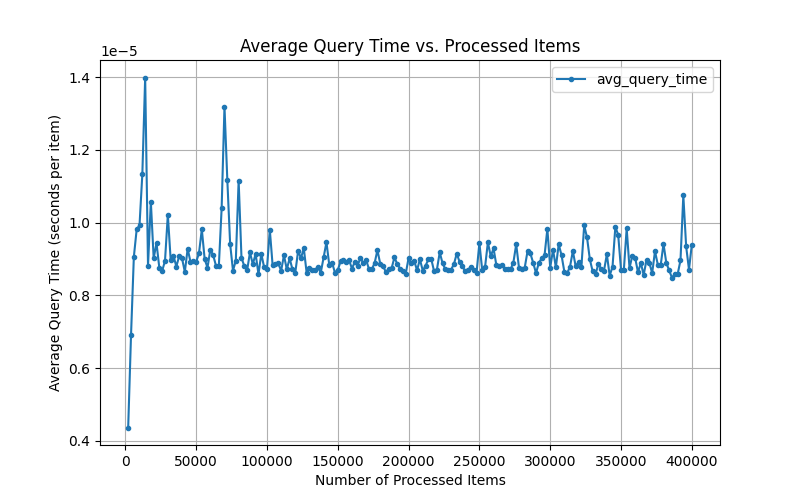 Average Query Time vs. Processed Items
1e−5
avg_query_time
1.4
1.2
1.0
0.8
0.6
0.4
Average Query Time (seconds per item)
0 50000 100000 150000 200000 250000 300000 350000 400000
Number of Processed Items